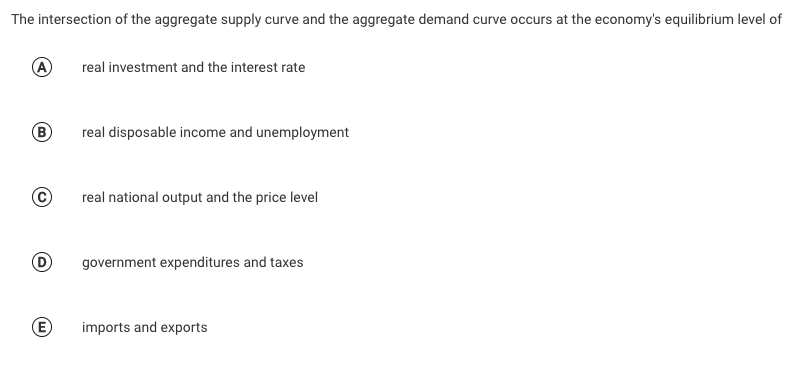 The intersection of the aggregate supply curve and the aggregate demand curve occurs at the economy's equilibrium level of
A real investment and the interest rate
B real disposable income and unemployment
C real national output and the price level
D government expenditures and taxes
E imports and exports